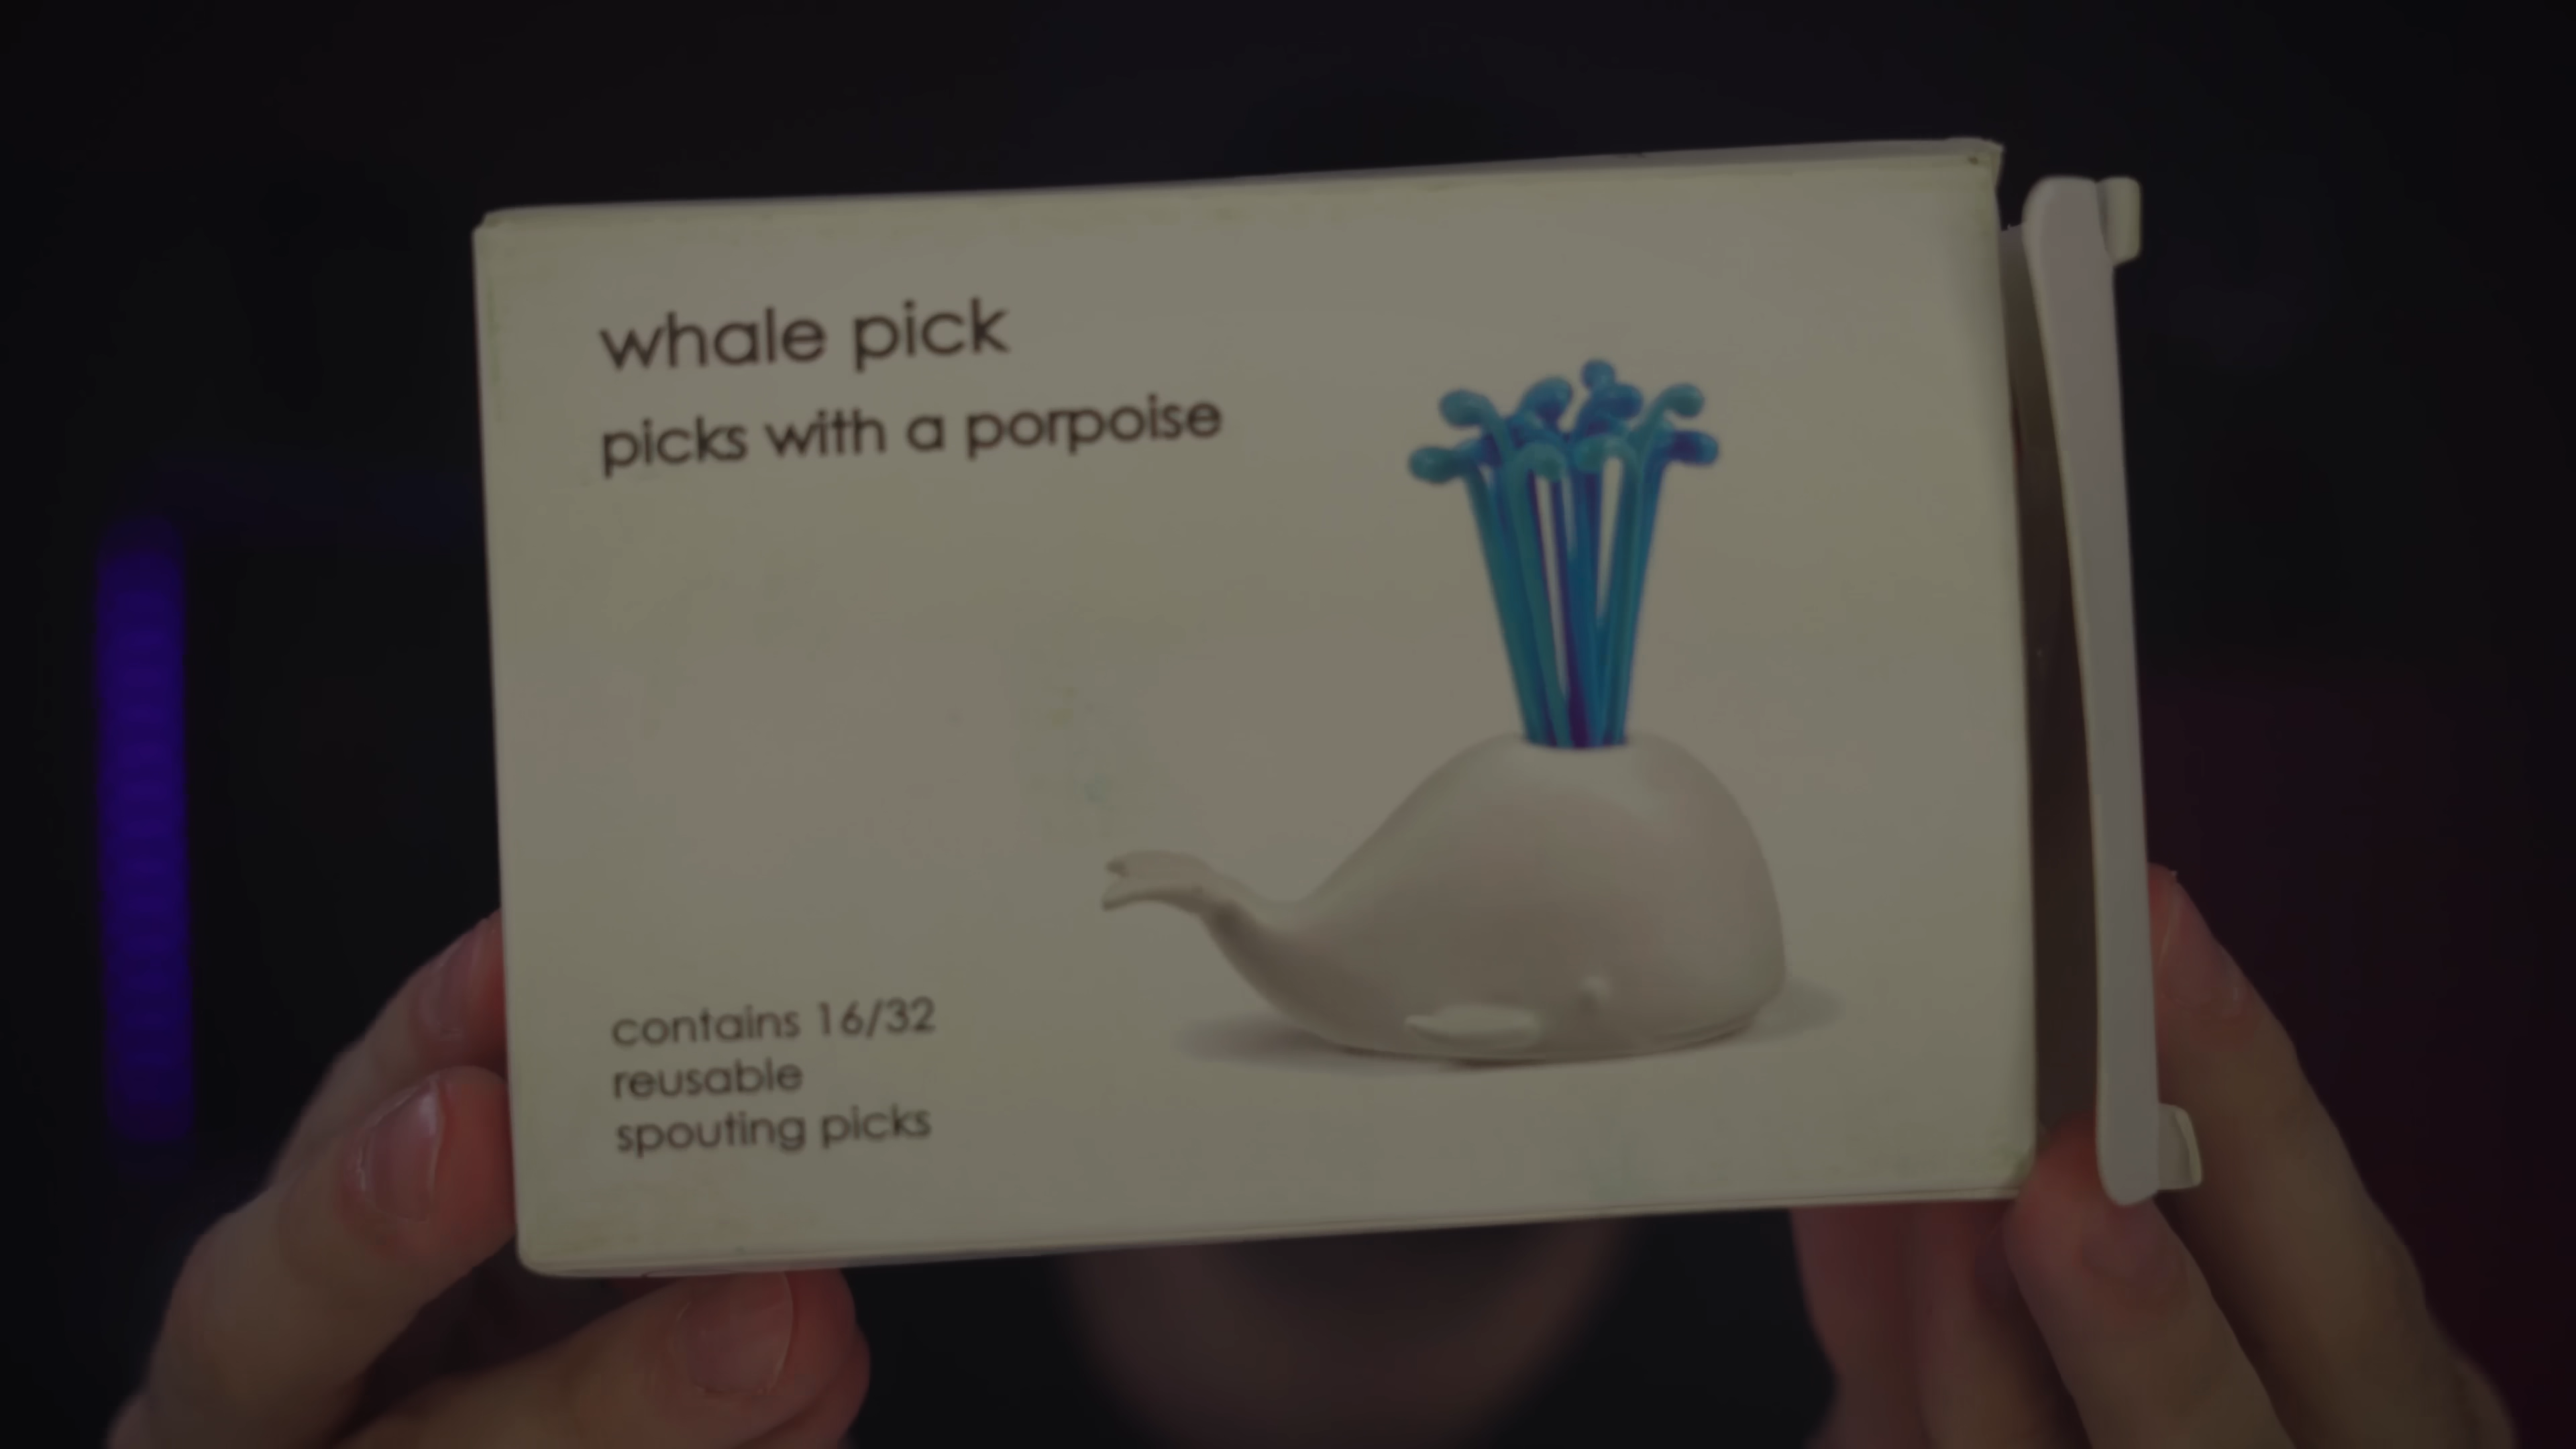 whale pick
picks with a porpoise
contains 16/32
reusable
spouting picks